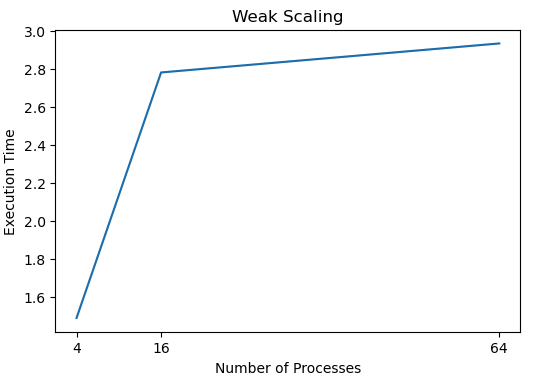 Weak Scaling
Execution Time
3.0
2.8
2.6
2.4
2.2
2.0
1.8
1.6
4 16 64
Number of Processes